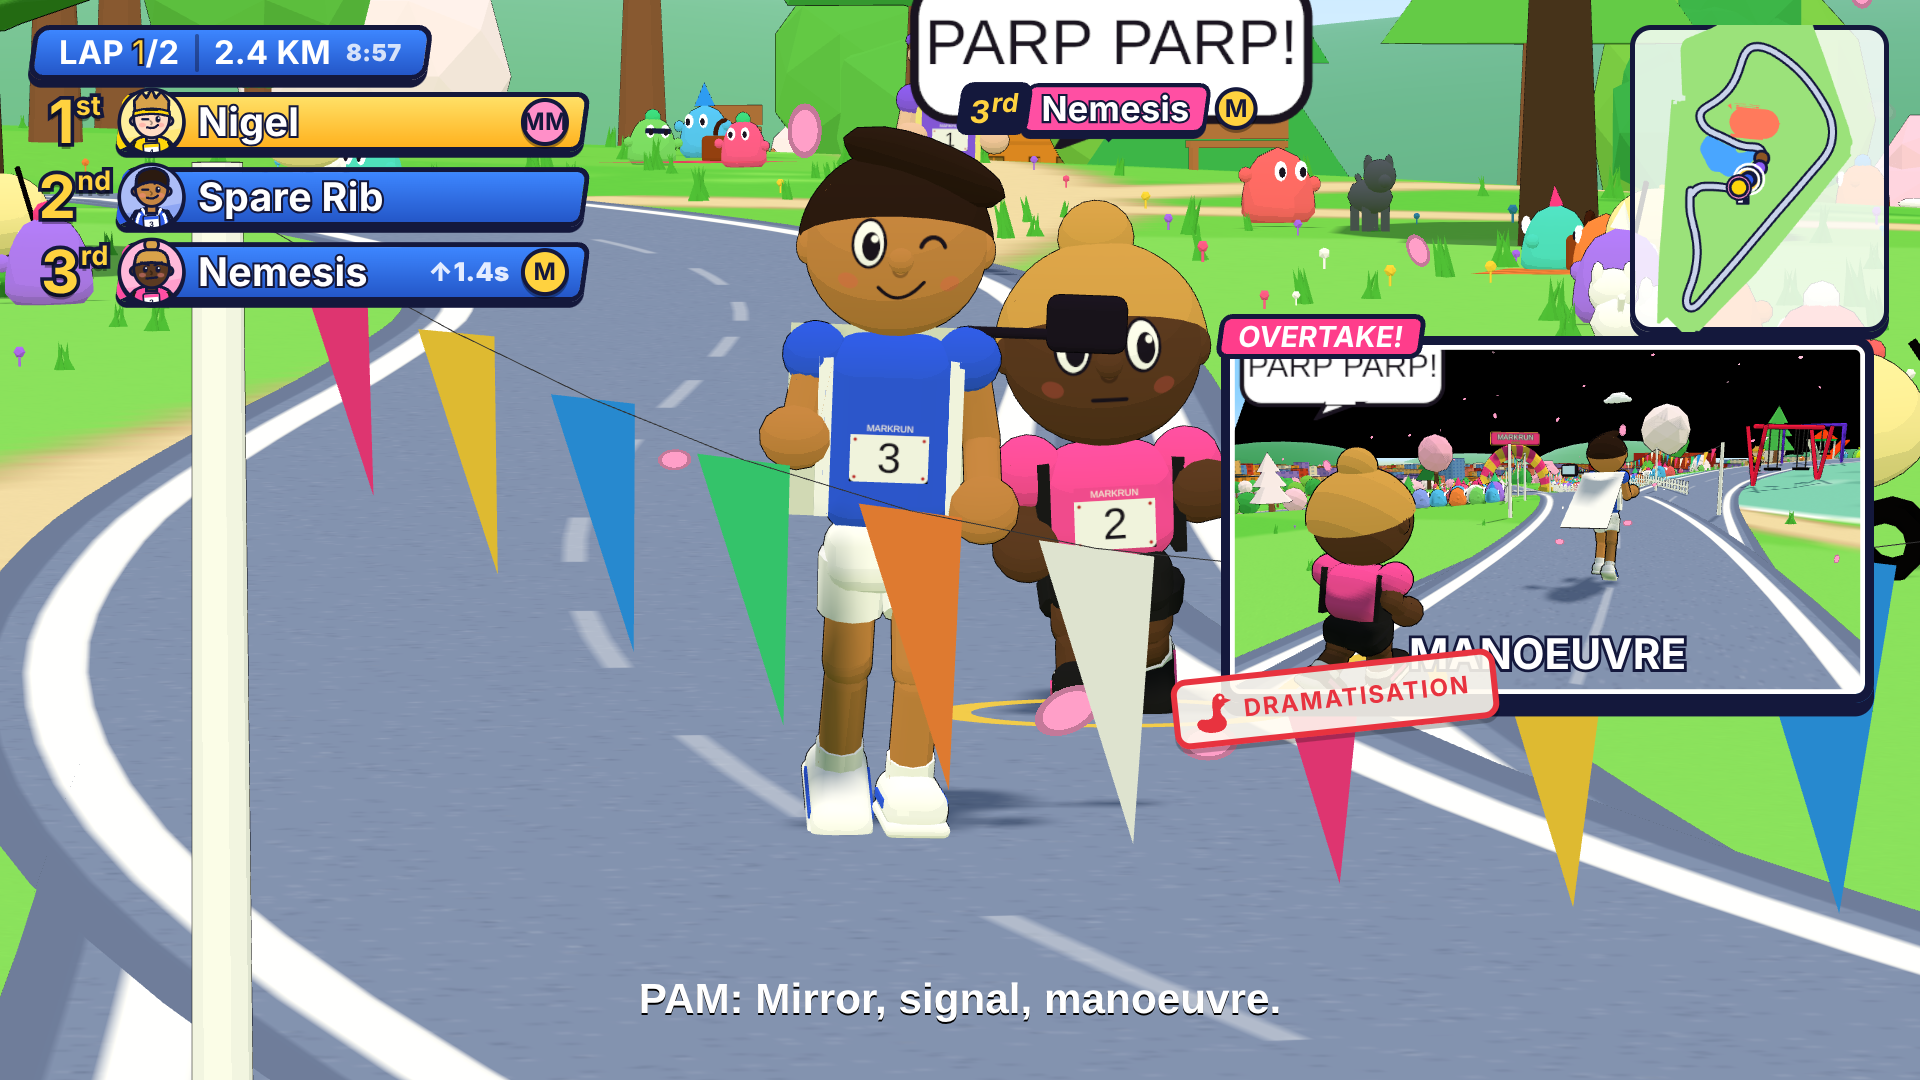 LAP 1/2 2.4 KM 8:57
1st Nigel MM
2nd Spare Rib
3rd Nemesis ↑1.4s M
PARP PARP!
3rd Nemesis M
1
MARKRUN
3
MARKRUN
2
OVERTAKE!
PARP PARP!
MARKRUN
MANOEUVRE
DRAMATISATION
PAM: Mirror, signal, manoeuvre.